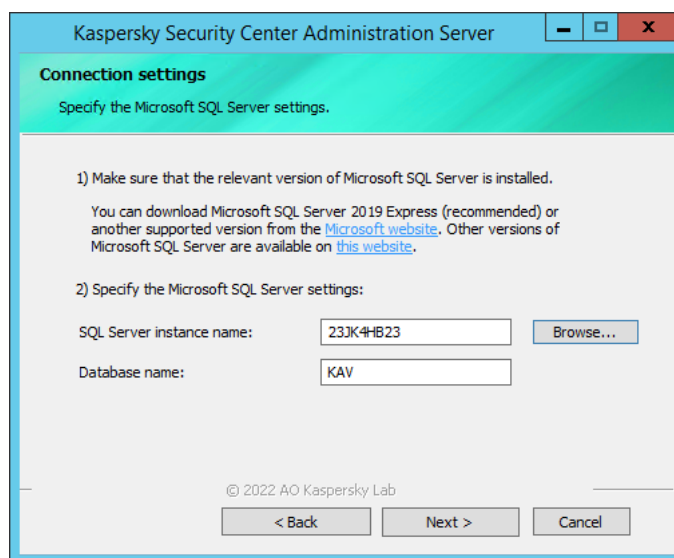 Kaspersky Security Center Administration Server
Connection settings
Specify the Microsoft SQL Server settings.
1) Make sure that the relevant version of Microsoft SQL Server is installed.
You can download Microsoft SQL Server 2019 Express (recommended) or
another supported version from the Microsoft website. Other versions of
Microsoft SQL Server are available on this website.
2) Specify the Microsoft SQL Server settings:
SQL Server instance name: 23JK4HB23 Browse...
Database name: KAV
© 2022 AO Kaspersky Lab
< Back Next > Cancel